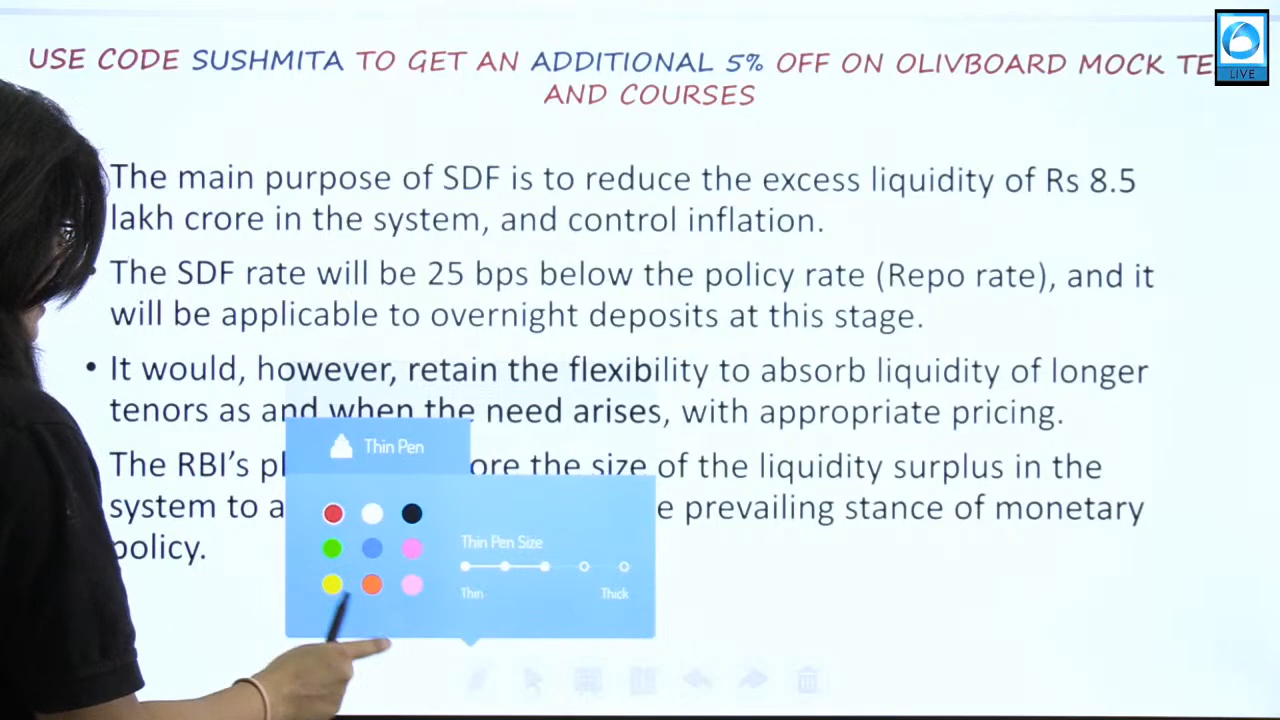 USE CODE SUSHMITA TO GET AN ADDITIONAL 5% OFF ON OLIVBOARD MOCK
AND COURSES
LIVE
The main purpose of SDF is to reduce the excess liquidity of Rs 8.5
lakh crore in the system, and control inflation.
The SDF rate will be 25 bps below the policy rate (Repo rate), and it
will be applicable to overnight deposits at this stage.
• It would, however, retain the flexibility to absorb liquidity of longer
tenors as and when the need arises, with appropriate pricing.
The RBI's the size of the liquidity surplus in the
system to prevailing stance of monetary
policy.
Thin Pen
Thin Pen Size
Thin Thick